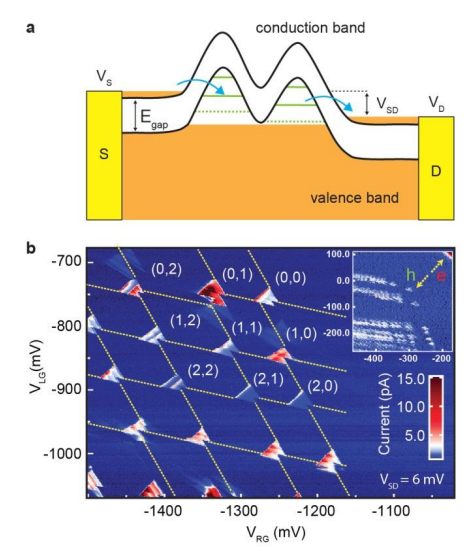 a
conduction band
V_S
V_SD
V_D
E_gap
S
D
valence band
b
-700
-800
-900
-1000
V_LG(mV)
(0,2)
(0,1)
(0,0)
(1,2)
(1,1)
(1,0)
(2,2)
(2,1)
(2,0)
100.0
0.0
-100.0
-200.0
h
e
-400
-300
-200
Current (pA)
15.0
10.0
5.0
V_SD = 6 mV
-1400
-1300
-1200
-1100
V_RG (mV)